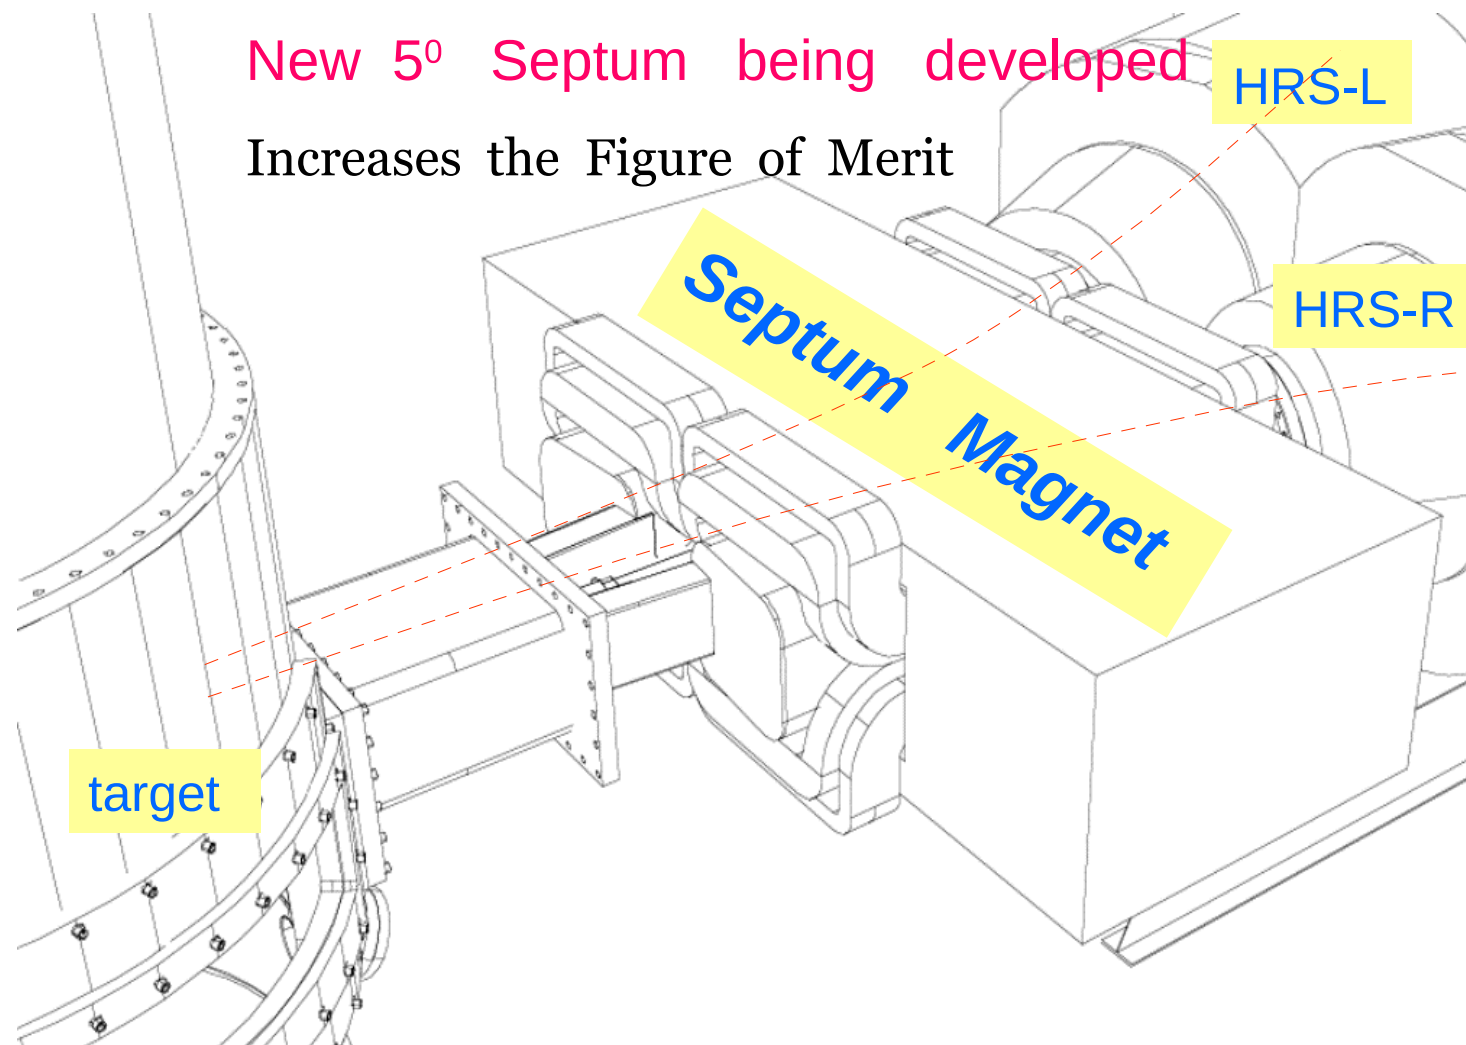 New 5⁰ Septum being developed
Increases the Figure of Merit
HRS-L
HRS-R
Septum Magnet
target